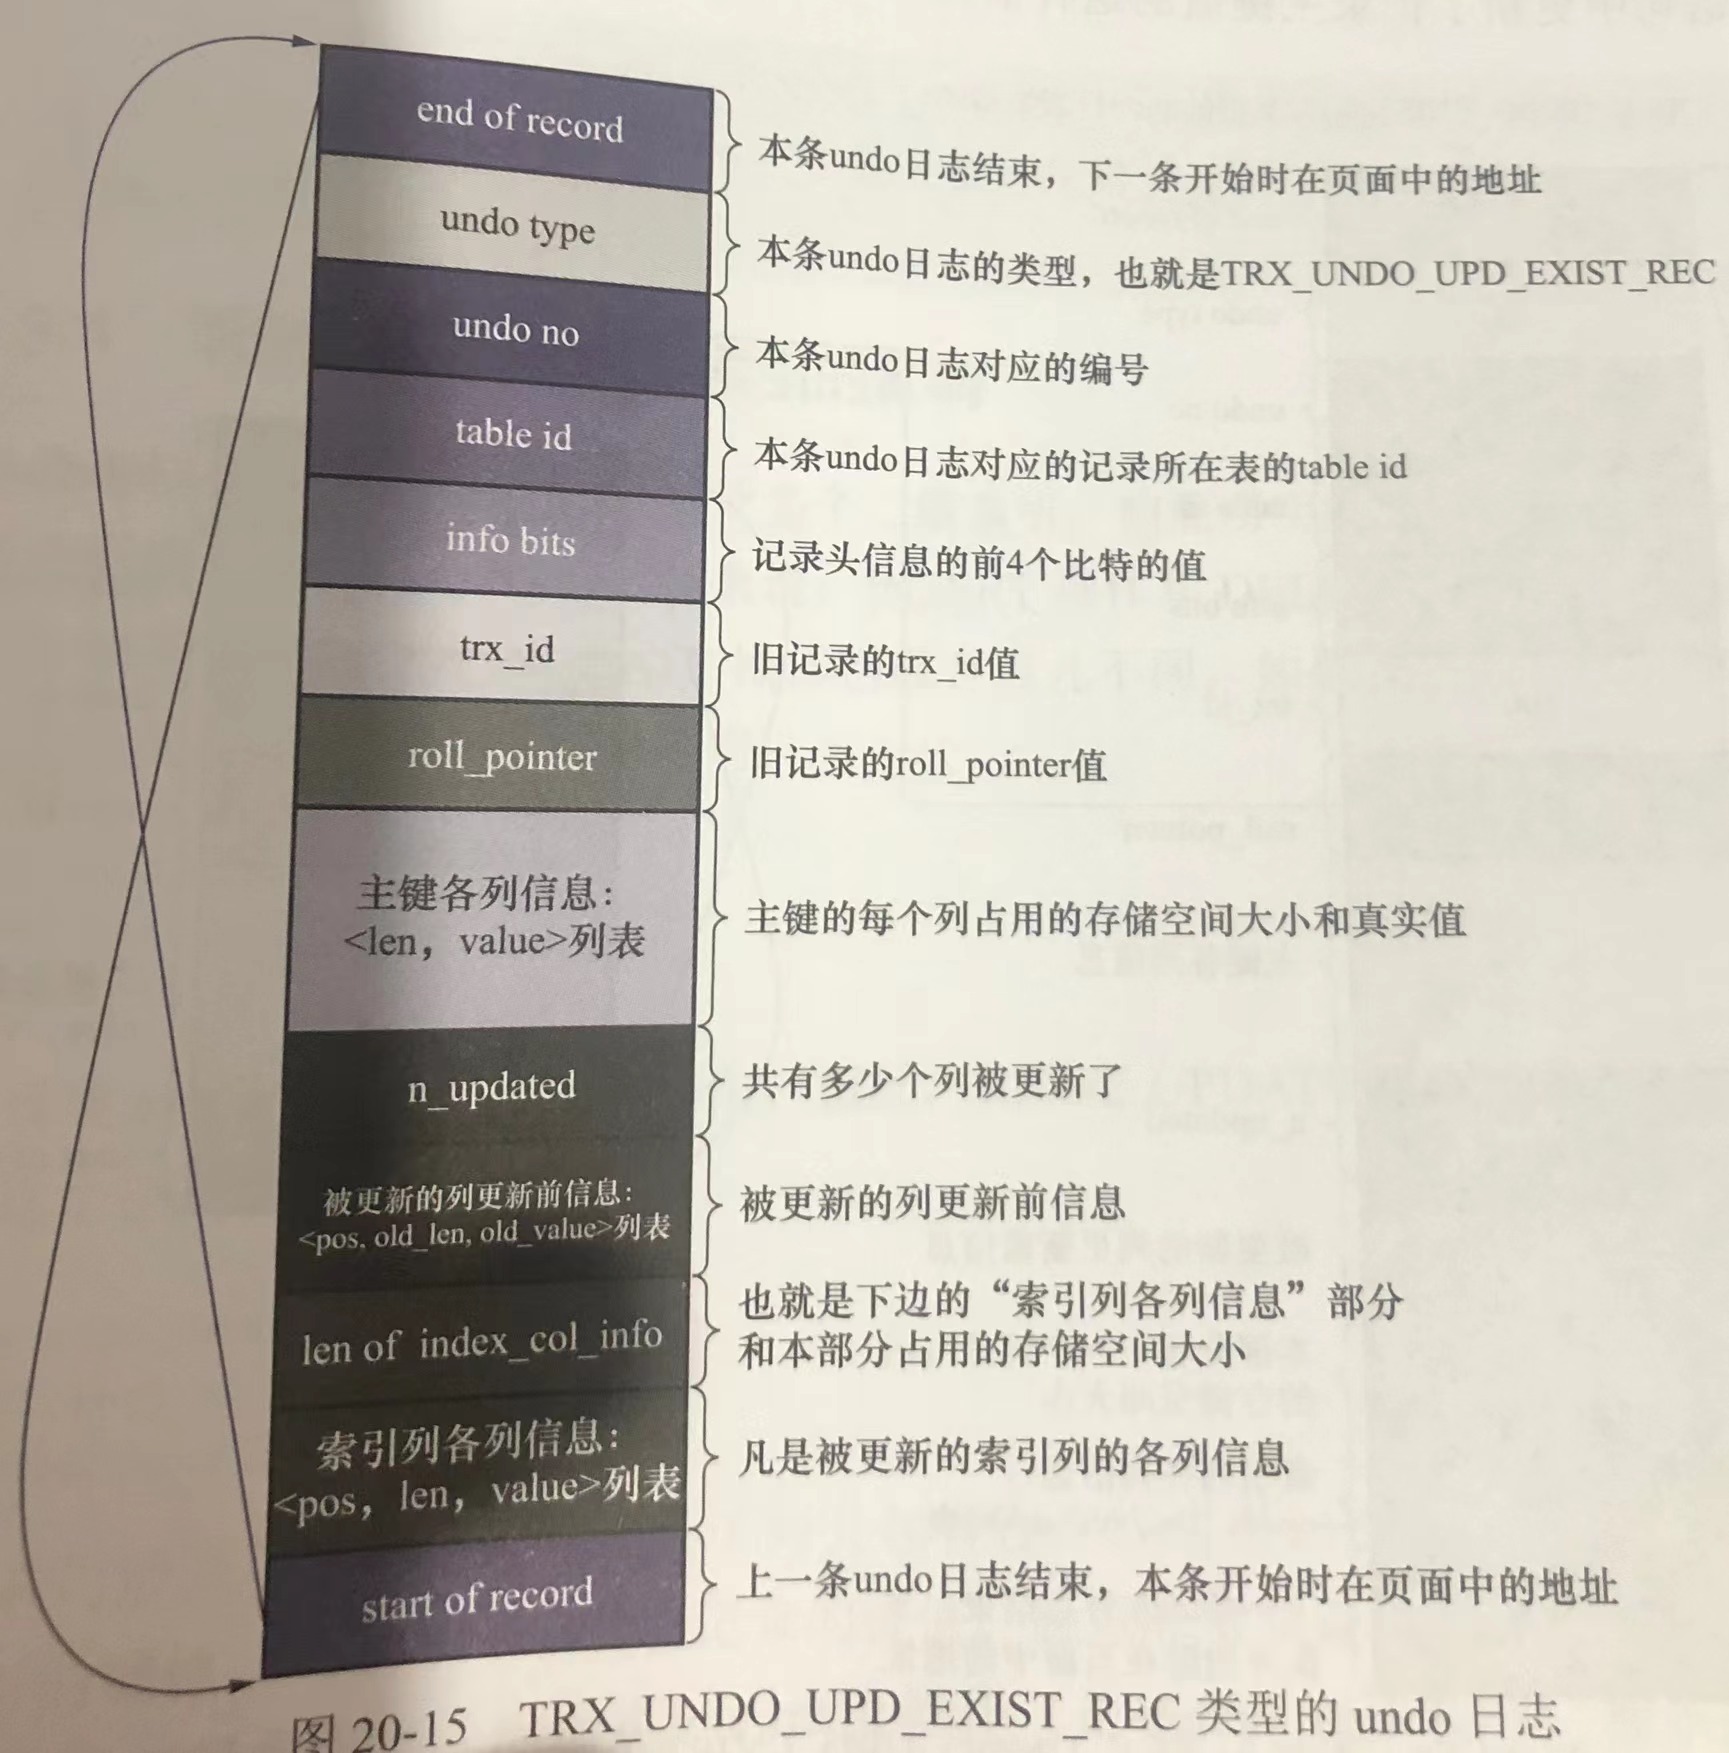 end of record
本条undo日志结束，下一条开始时在页面中的地址
undo type
本条undo日志的类型，也就是TRX_UNDO_UPD_EXIST_REC
undo no
本条undo日志对应的编号
table id
本条undo日志对应的记录所在表的table id
info bits
记录头信息的前4个比特的值
trx_id
旧记录的trx_id值
roll_pointer
旧记录的roll_pointer值
主键各列信息：
<len，value>列表
主键的每个列占用的存储空间大小和真实值
n_updated
共有多少个列被更新了
被更新的列更新前信息：
<pos, old_len, old_value>列表
被更新的列更新前信息
len of index_col_info
也就是下边的“索引列各列信息”部分
和本部分占用的存储空间大小
索引列各列信息：
<pos，len，value>列表
凡是被更新的索引列的各列信息
start of record
上一条undo日志结束，本条开始时在页面中的地址
图 20-15 TRX_UNDO_UPD_EXIST_REC 类型的 undo 日志